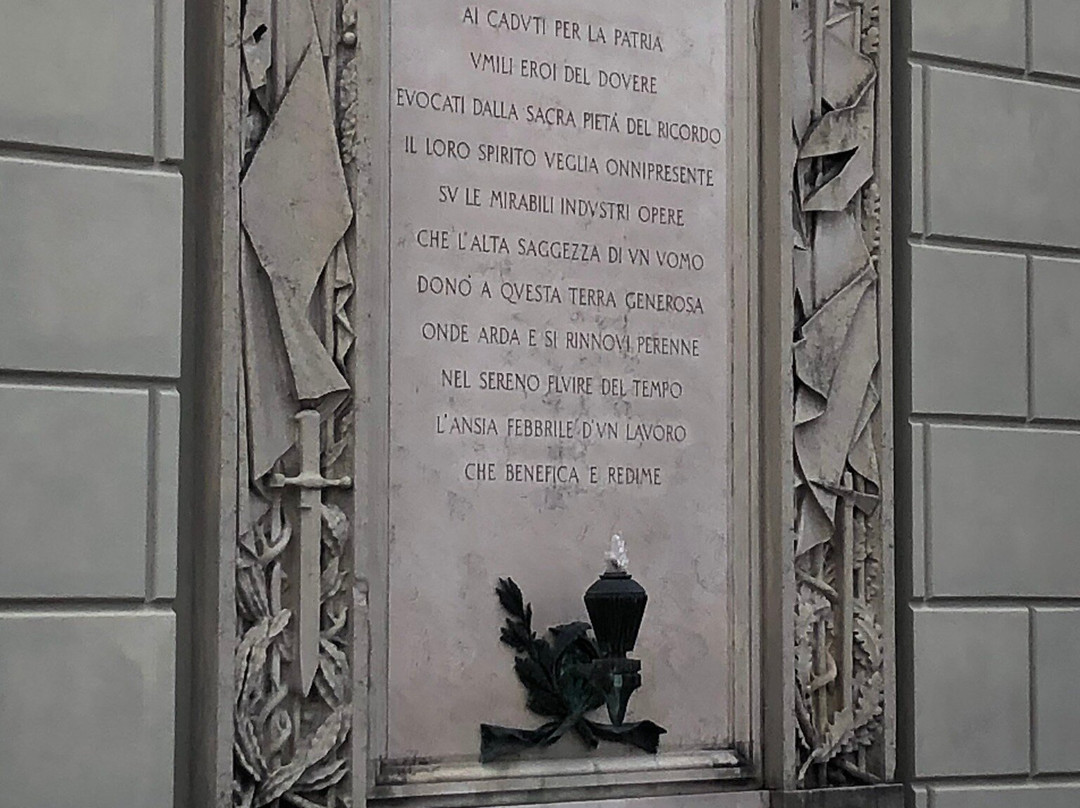 AI CADVTI PER LA PATRIA
VMILI EROI DEL DOVERE
EVOCATI DALLA SACRA PIETÁ DEL RICORDO
IL LORO SPIRITO VEGLIA ONNIPRESENTE
SV LE MIRABILI INDVSTRI OPERE
CHE L'ALTA SAGGEZZA DI VN VOMO
DONÓ A QVESTA TERRA GENEROSA
ONDE ARDA E SI RINNOVI PERENNE
NEL SERENO FLVIRE DEL TEMPO
L'ANSIA FEBBRILE D'VN LAVORO
CHE BENEFICA E REDIME